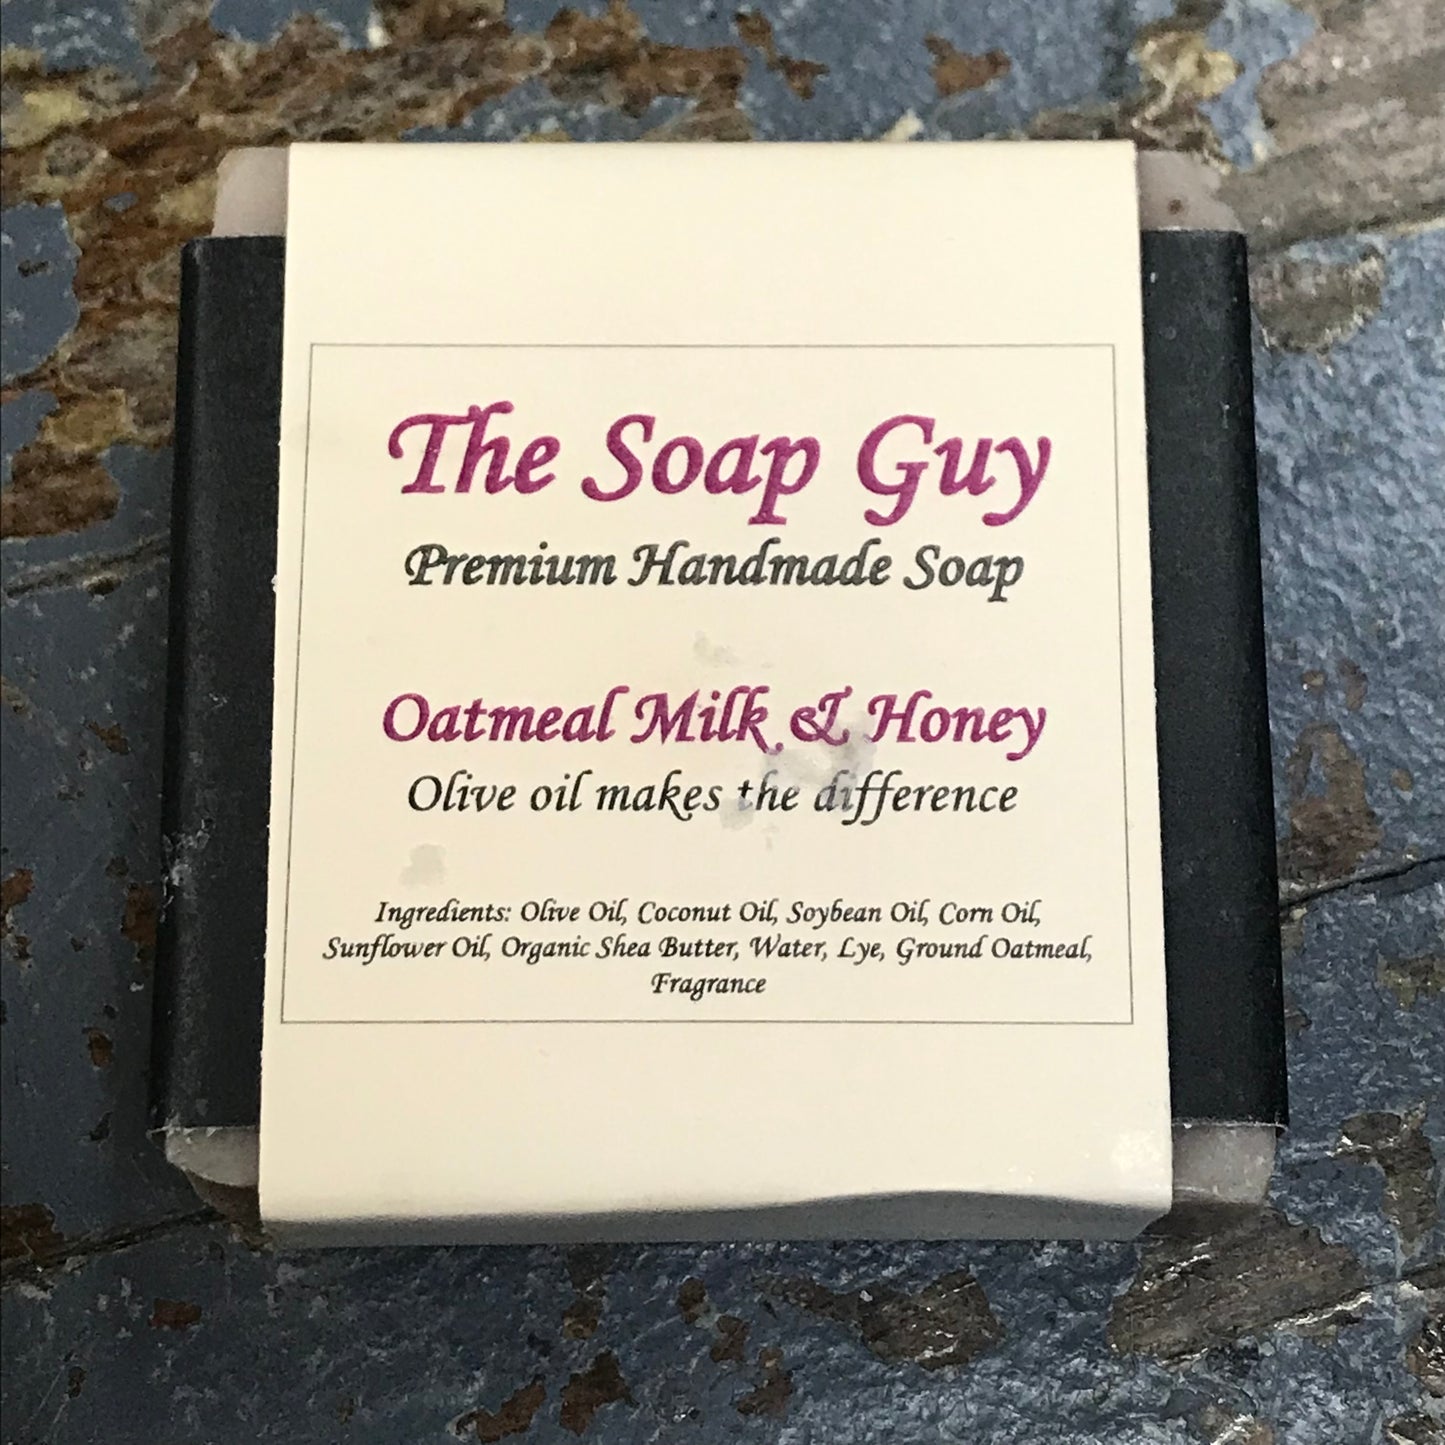 The Soap Guy
Premium Handmade Soap
Oatmeal Milk & Honey
Olive oil makes the difference
Ingredients: Olive Oil, Coconut Oil, Soybean Oil, Corn Oil,
Sunflower Oil, Organic Shea Butter, Water, Lye, Ground Oatmeal,
Fragrance